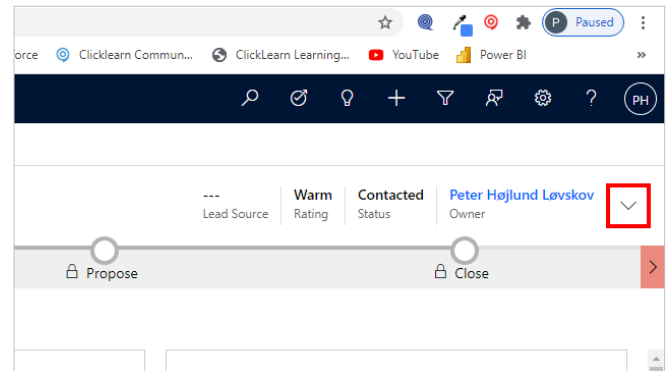 P Paused
orce Clicklearn Commun... ClickLea Learning... YouTube Power BI »
? PH
--- Warm Contacted Peter Højlund Løvskov
Lead Source Rating Status Owner
Propose Close